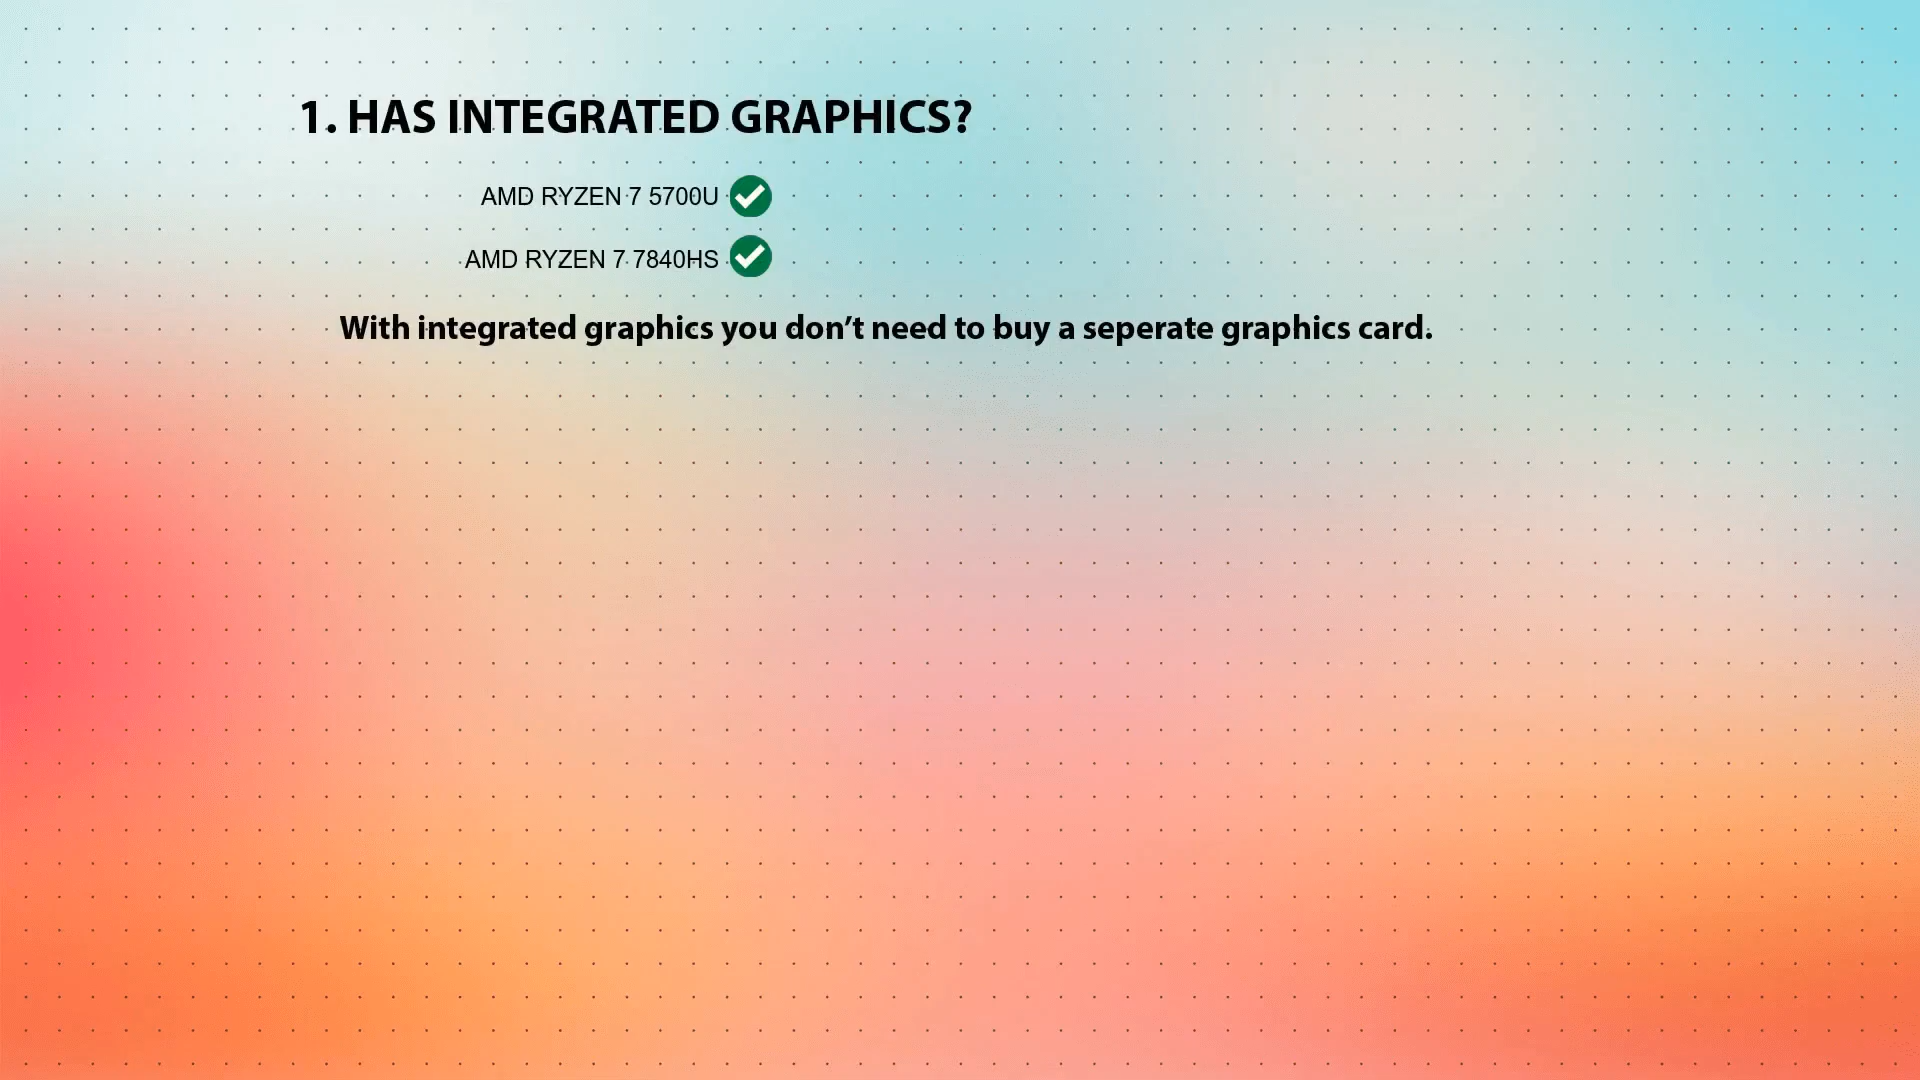 1. HAS INTEGRATED GRAPHICS?
AMD RYZEN 7 5700U
AMD RYZEN 7 7840HS
With integrated graphics you don’t need to buy a seperate graphics card.